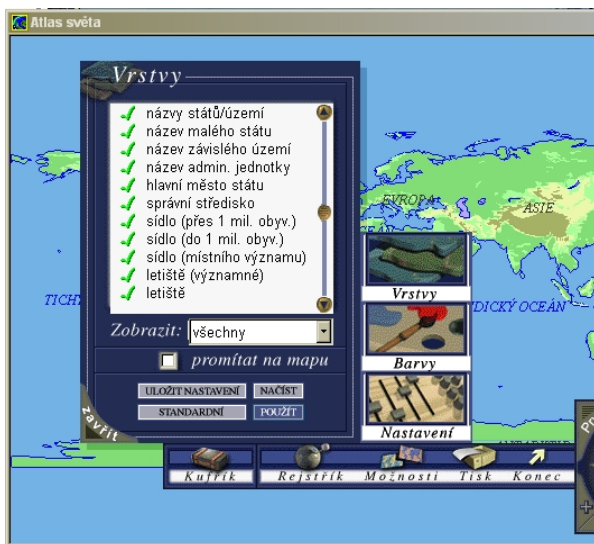 Atlas světa
Vrstvy
názvy států/území
název malého státu
název závislého území
název admin. jednotky
hlavní město státu
správní středisko
sídlo (přes 1 mil. obyv.)
sídlo (do 1 mil. obyv.)
sídlo (místního významu)
letiště (významné)
letiště
Zobrazit: všechny
promítat na mapu
ULOŽIT NASTAVENÍ NAČÍST
STANDARDNÍ POUŽÍT
zavřít
EVROPA
ASIE
TICH
DICKÝ OCEÁN
Vrstvy
Barvy
Nastavení
Kufřík
Rejstřík Možnosti Tisk Konec